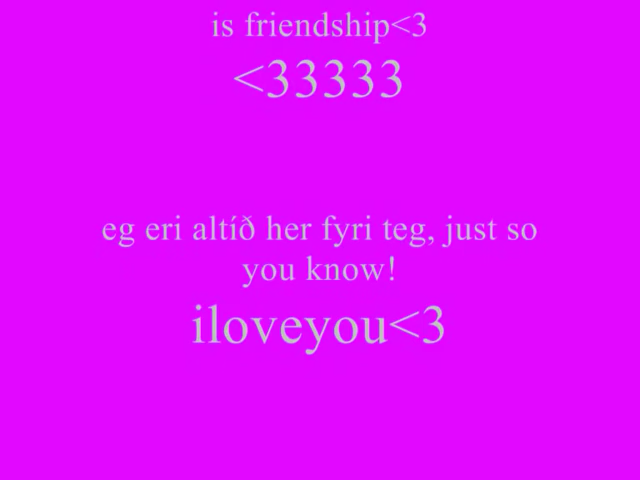 is friendship<3
<33333
eg eri altíð her fyri teg, just so
you know!
iloveyou<3